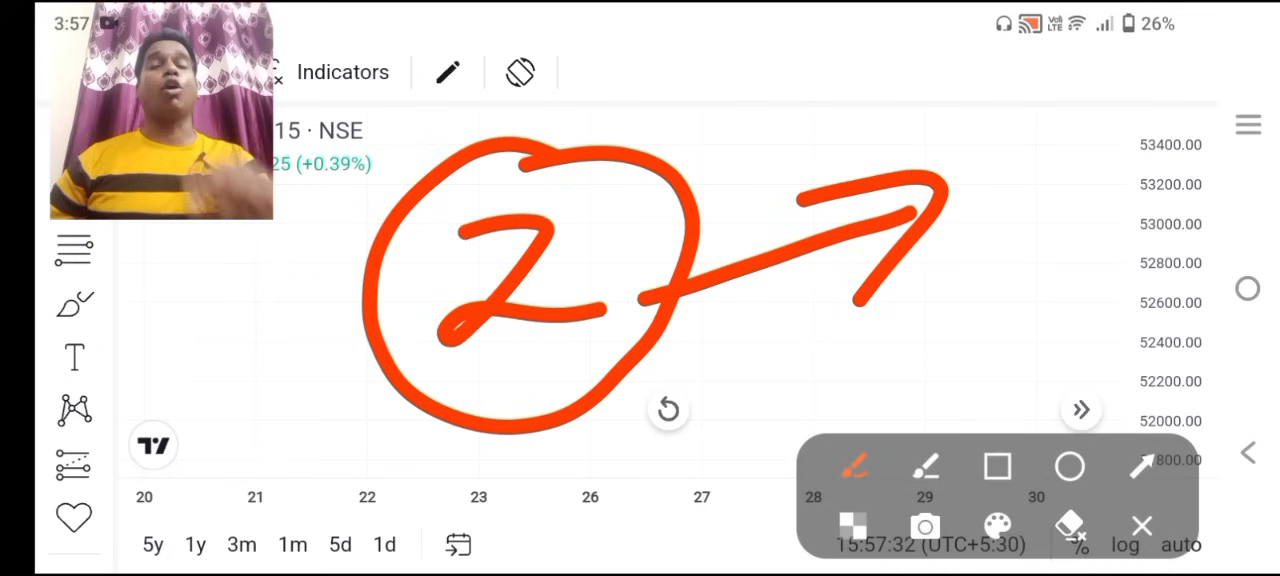 3:57
Vo) LTE 26%
Indicators
15 · NSE
25 (+0.39%)
2
53400.00
53200.00
53000.00
52800.00
52600.00
52400.00
52200.00
52000.00
800.00
T
20 21 22 23 26 27 28 29 30
5y 1y 3m 1m 5d 1d
15:57:32 (UTC+5:30) % log auto